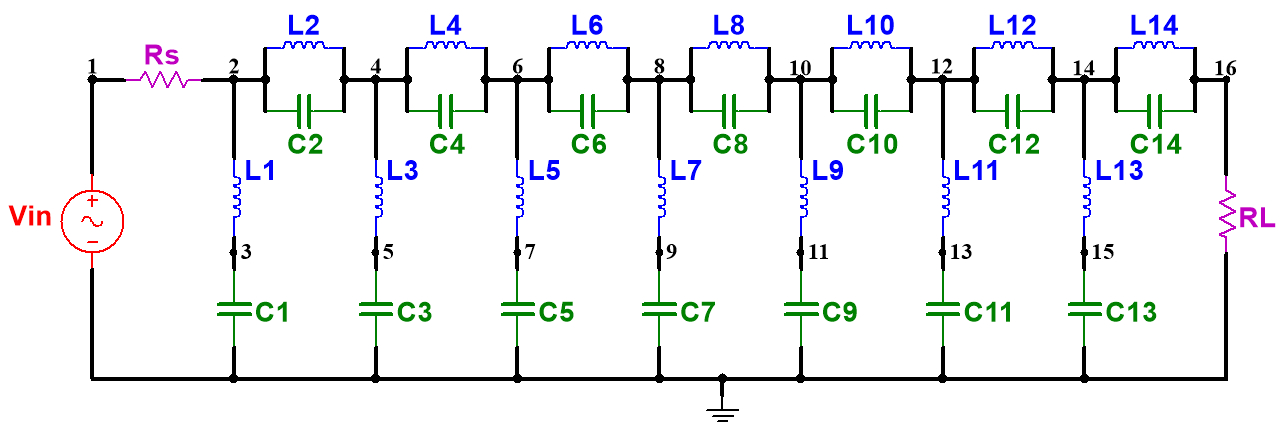 L2 L4 L6 L8 L10 L12 L14
1 Rs 2 4 6 8 10 12 14 16
C2 C4 C6 C8 C10 C12 C14
L1 L3 L5 L7 L9 L11 L13
Vin RL
3 5 7 9 11 13 15
C1 C3 C5 C7 C9 C11 C13